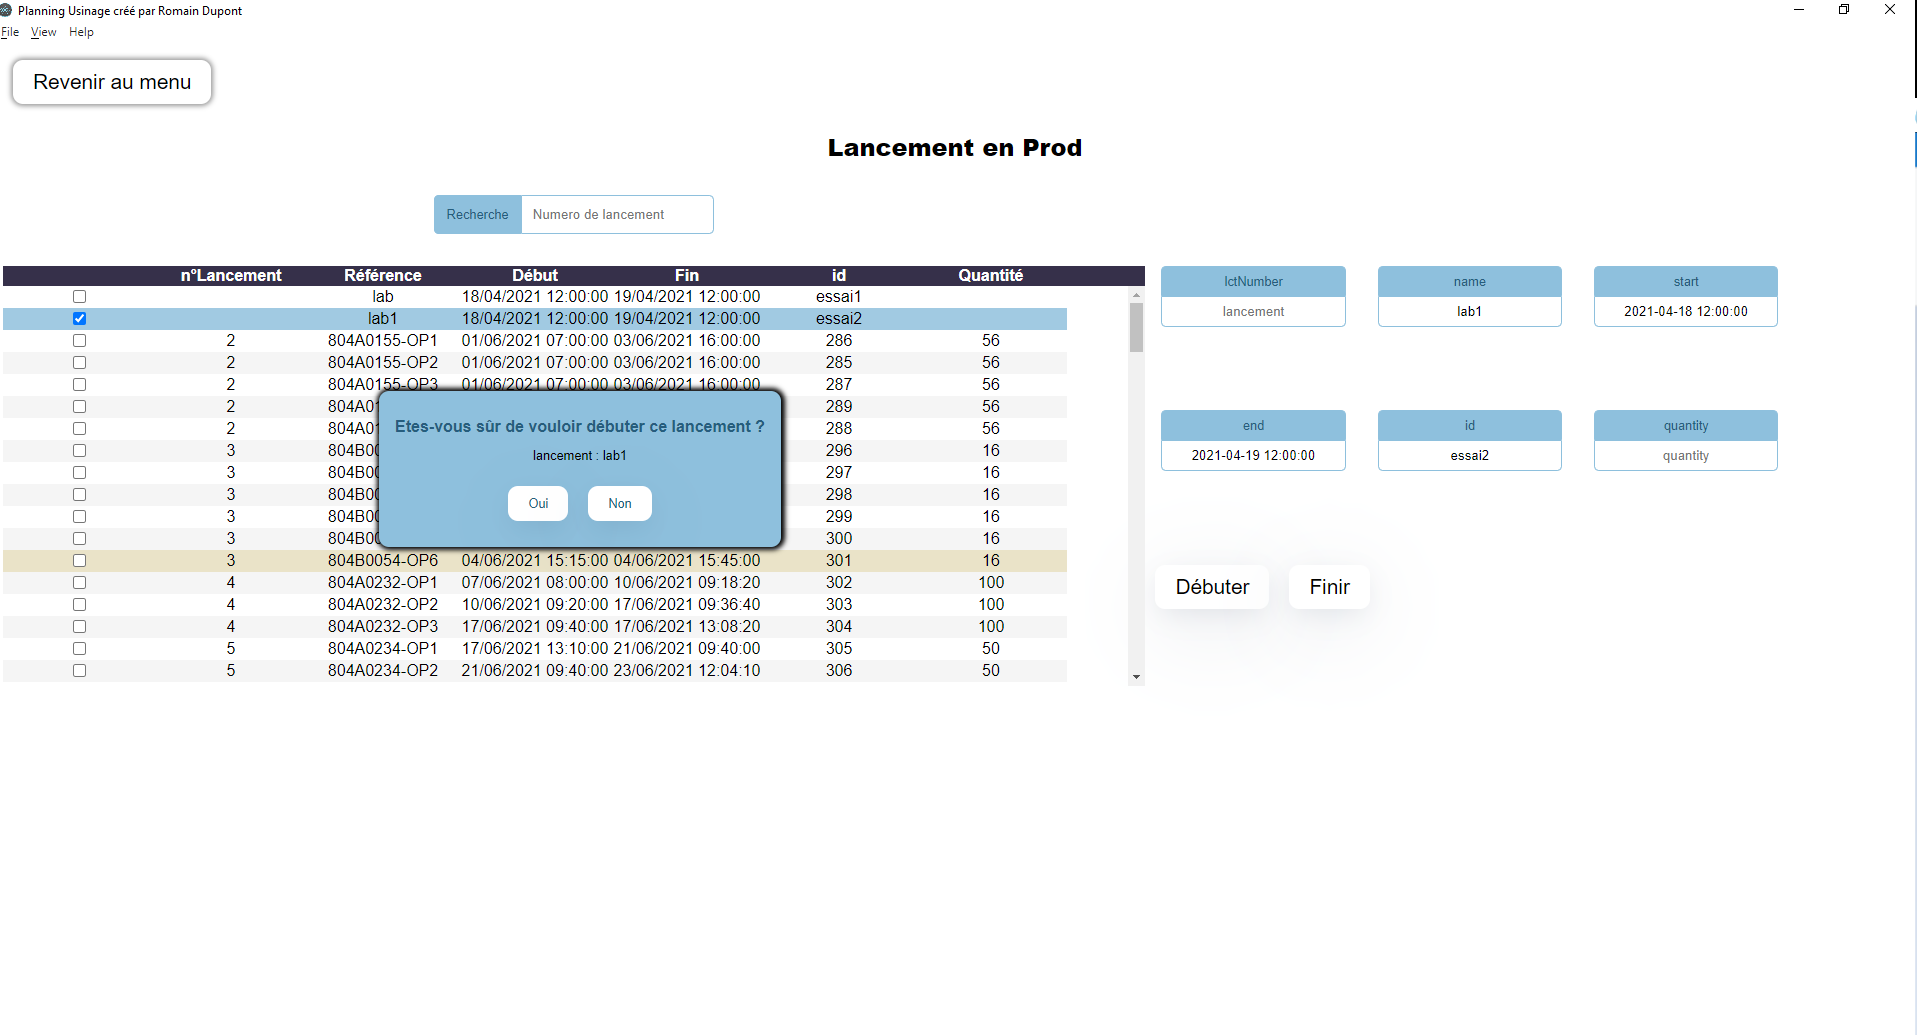 Planning Usinage créé par Romain Dupont
File View Help
Revenir au menu
Lancement en Prod
Recherche Numero de lancement
n°Lancement Référence Début Fin id Quantité
lab 18/04/2021 12:00:00 19/04/2021 12:00:00 essai1
lab1 18/04/2021 12:00:00 19/04/2021 12:00:00 essai2
2 804A0155-OP1 01/06/2021 07:00:00 03/06/2021 16:00:00 286 56
2 804A0155-OP2 01/06/2021 07:00:00 03/06/2021 16:00:00 285 56
2 804A0155-OP3 01/06/2021 07:00:00 03/06/2021 16:00:00 287 56
2 804A0 289 56
2 804A0 288 56
3 804B0 296 16
3 804B0 297 16
3 804B0 298 16
3 804B0 299 16
3 804B0 300 16
3 804B0054-OP6 04/06/2021 15:15:00 04/06/2021 15:45:00 301 16
4 804A0232-OP1 07/06/2021 08:00:00 10/06/2021 09:18:20 302 100
4 804A0232-OP2 10/06/2021 09:20:00 17/06/2021 09:36:40 303 100
4 804A0232-OP3 17/06/2021 09:40:00 17/06/2021 13:08:20 304 100
5 804A0234-OP1 17/06/2021 13:10:00 21/06/2021 09:40:00 305 50
5 804A0234-OP2 21/06/2021 09:40:00 23/06/2021 12:04:10 306 50
Etes-vous sûr de vouloir débuter ce lancement ?
lancement : lab1
Oui Non
lctNumber name start
lancement lab1 2021-04-18 12:00:00
end id quantity
2021-04-19 12:00:00 essai2 quantity
Débuter Finir